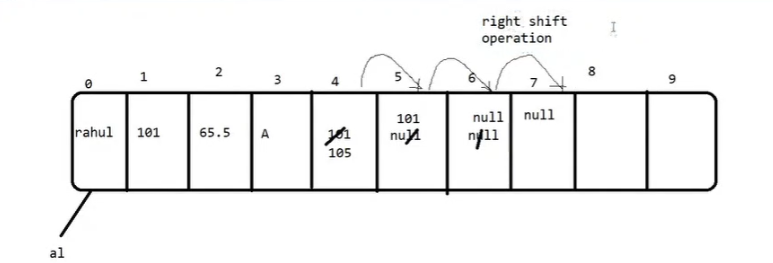 right shift
operation
0 1 2 3 4 5 6 7 8 9
rahul 101 65.5 A 101 101 null null
105 null null
al